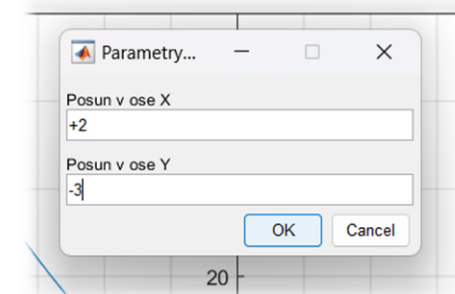 Parametry...
Posun v ose X
+2
Posun v ose Y
-3
OK Cancel
20